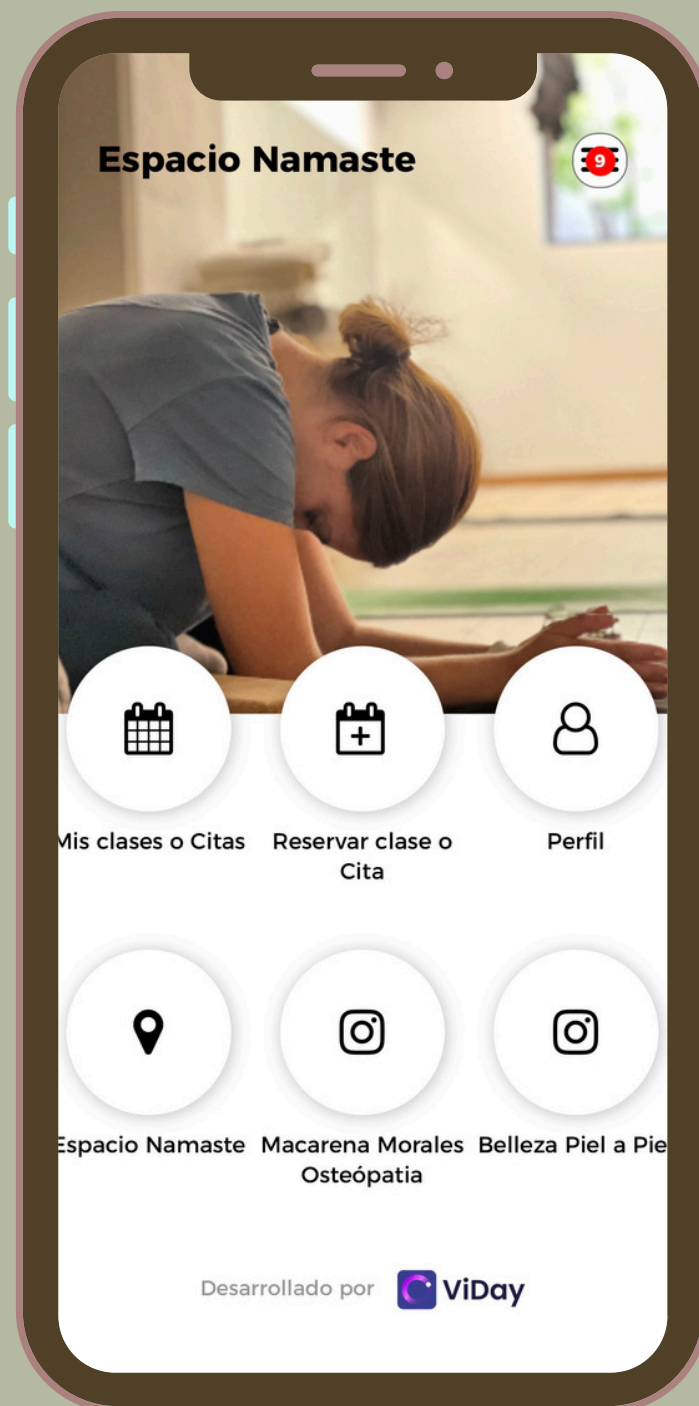 Espacio Namaste
9
Mis clases o Citas
Reservar clase o
Cita
Perfil
Espacio Namaste
Macarena Morales
Osteópatia
Belleza Piel a Pie
Desarrollado por ViDay